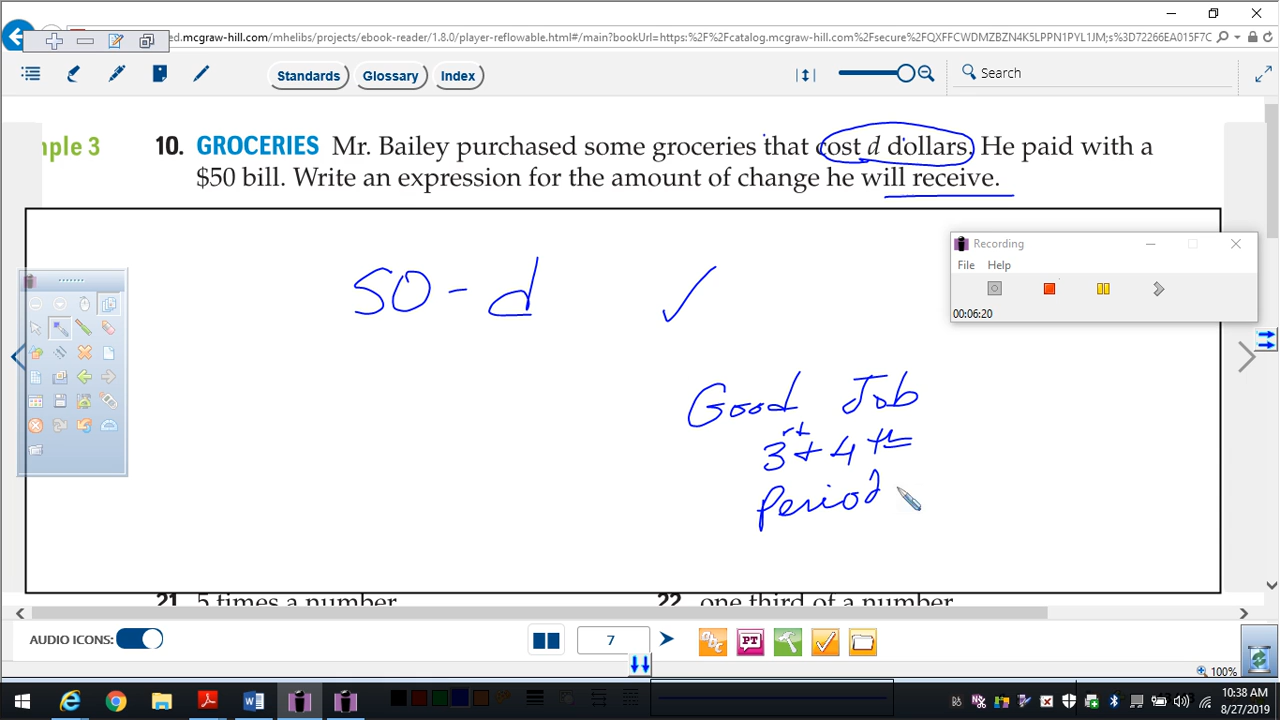 ed.mcgraw-hill.com/mhelibs/projects/ebook-reader/1.8.0/player-reflowable.html#/main?bookUrl=https:%2F%2Fcatalog.mcgraw-hill.com%2Fsecure%2FQXFFCWDMZBZN4K5LPPN1PYL1JM;s%3D72266EA015F7C
Standards Glossary Index Search
mple 3 10. GROCERIES Mr. Bailey purchased some groceries that cost d dollars. He paid with a
$50 bill. Write an expression for the amount of change he will receive.
Recording
File Help
00:06:20
50 - d ✓
Good Job
3rd + 4th
Period
21 5 times a number 22 one third of a number
AUDIO ICONS: 7 abc PT
100%
10:38 AM
8/27/2019